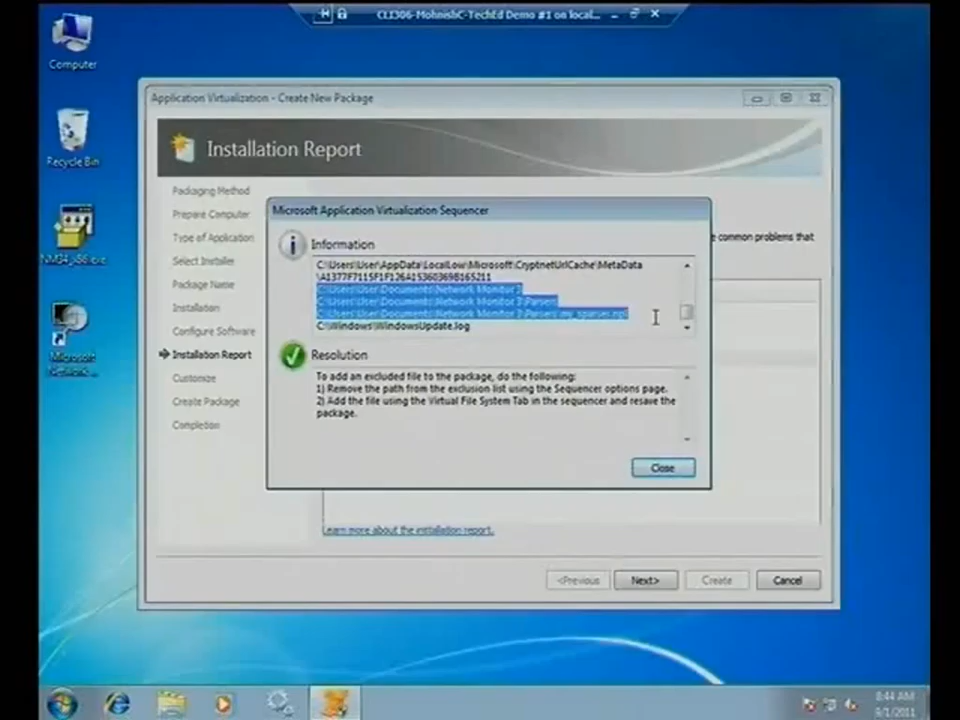 CLI306-MohnishC-TechEd Demo #1 on local...
Computer
Recycle Bin
NM34_x86.exe
Microsoft
Network ...
Application Virtualization - Create New Package
Installation Report
Packaging Method
Prepare Computer
Type of Application
Select Installer
Package Name
Installation
Configure Software
Installation Report
Customize
Create Package
Completion
e common problems that
Microsoft Application Virtualization Sequencer
Information
C:\Users\User\AppData\LocalLow\Microsoft\CryptnetUrlCache\MetaData
C:\Users\User\Documents\Network Monitor 3
C:\Users\User\Documents\Network Monitor 3\Parsers
C:\Users\User\Documents\Network Monitor 3\Parsers\my_sparser.npl
C:\Windows\WindowsUpdate.log
Resolution
To add an excluded file to the package, do the following:
1) Remove the path from the exclusion list using the Sequencer options page.
2) Add the file using the Virtual File System Tab in the sequencer and resave the
package.
Close
Learn more about the installation report.
<Previous
Next>
Create
Cancel
8:44 AM
9/1/2011